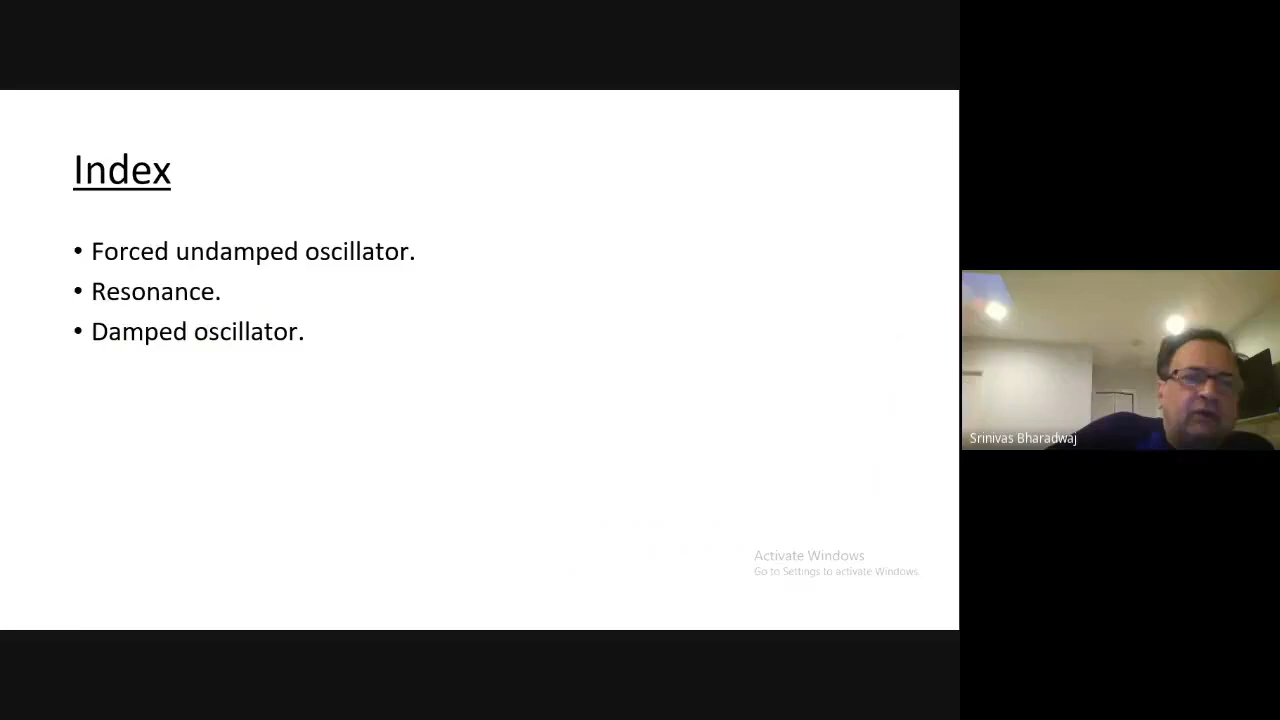 Index
• Forced undamped oscillator.
• Resonance.
• Damped oscillator.
Activate Windows
Go to Settings to activate Windows.
Srinivas Bharadwaj